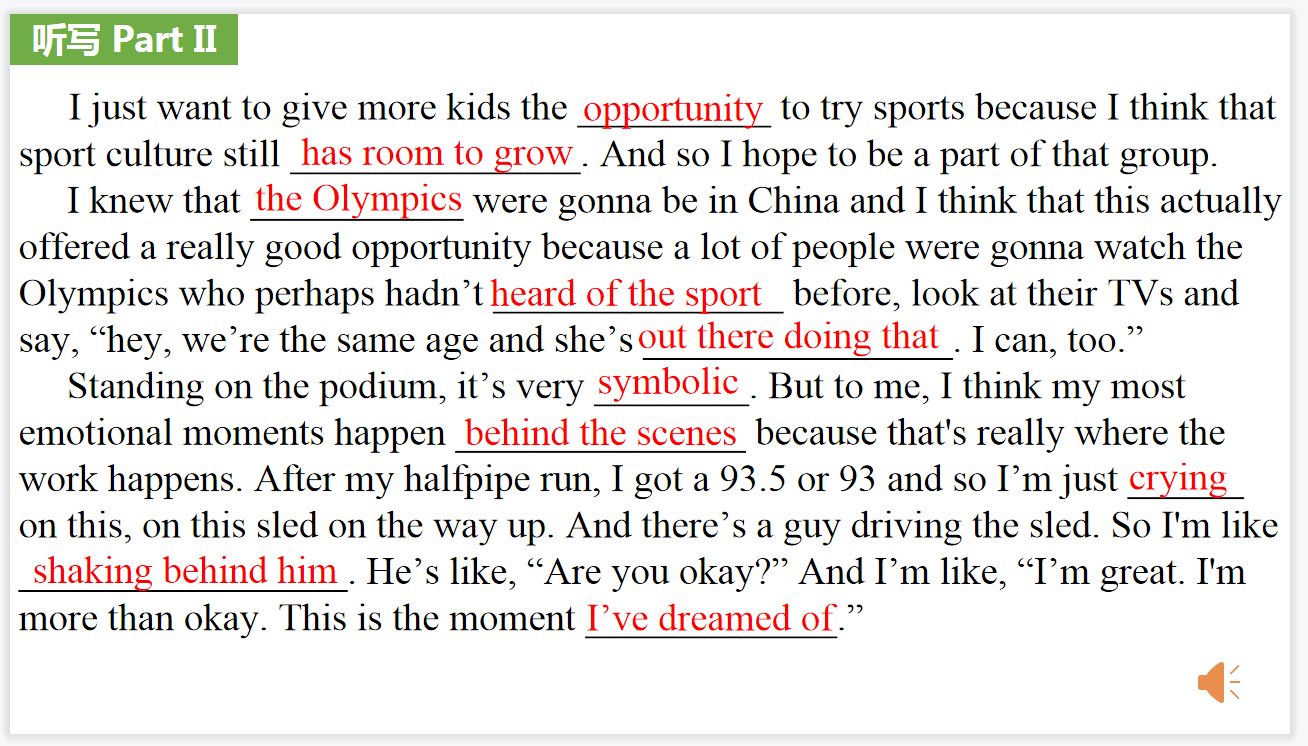 听写 Part II
I just want to give more kids the opportunity to try sports because I think that
sport culture still has room to grow. And so I hope to be a part of that group.
I knew that the Olympics were gonna be in China and I think that this actually
offered a really good opportunity because a lot of people were gonna watch the
Olympics who perhaps hadn’t heard of the sport before, look at their TVs and
say, “hey, we’re the same age and she’s out there doing that. I can, too.”
Standing on the podium, it’s very symbolic. But to me, I think my most
emotional moments happen behind the scenes because that's really where the
work happens. After my halfpipe run, I got a 93.5 or 93 and so I’m just crying
on this, on this sled on the way up. And there’s a guy driving the sled. So I'm like
shaking behind him. He’s like, “Are you okay?” And I’m like, “I’m great. I'm
more than okay. This is the moment I’ve dreamed of.”